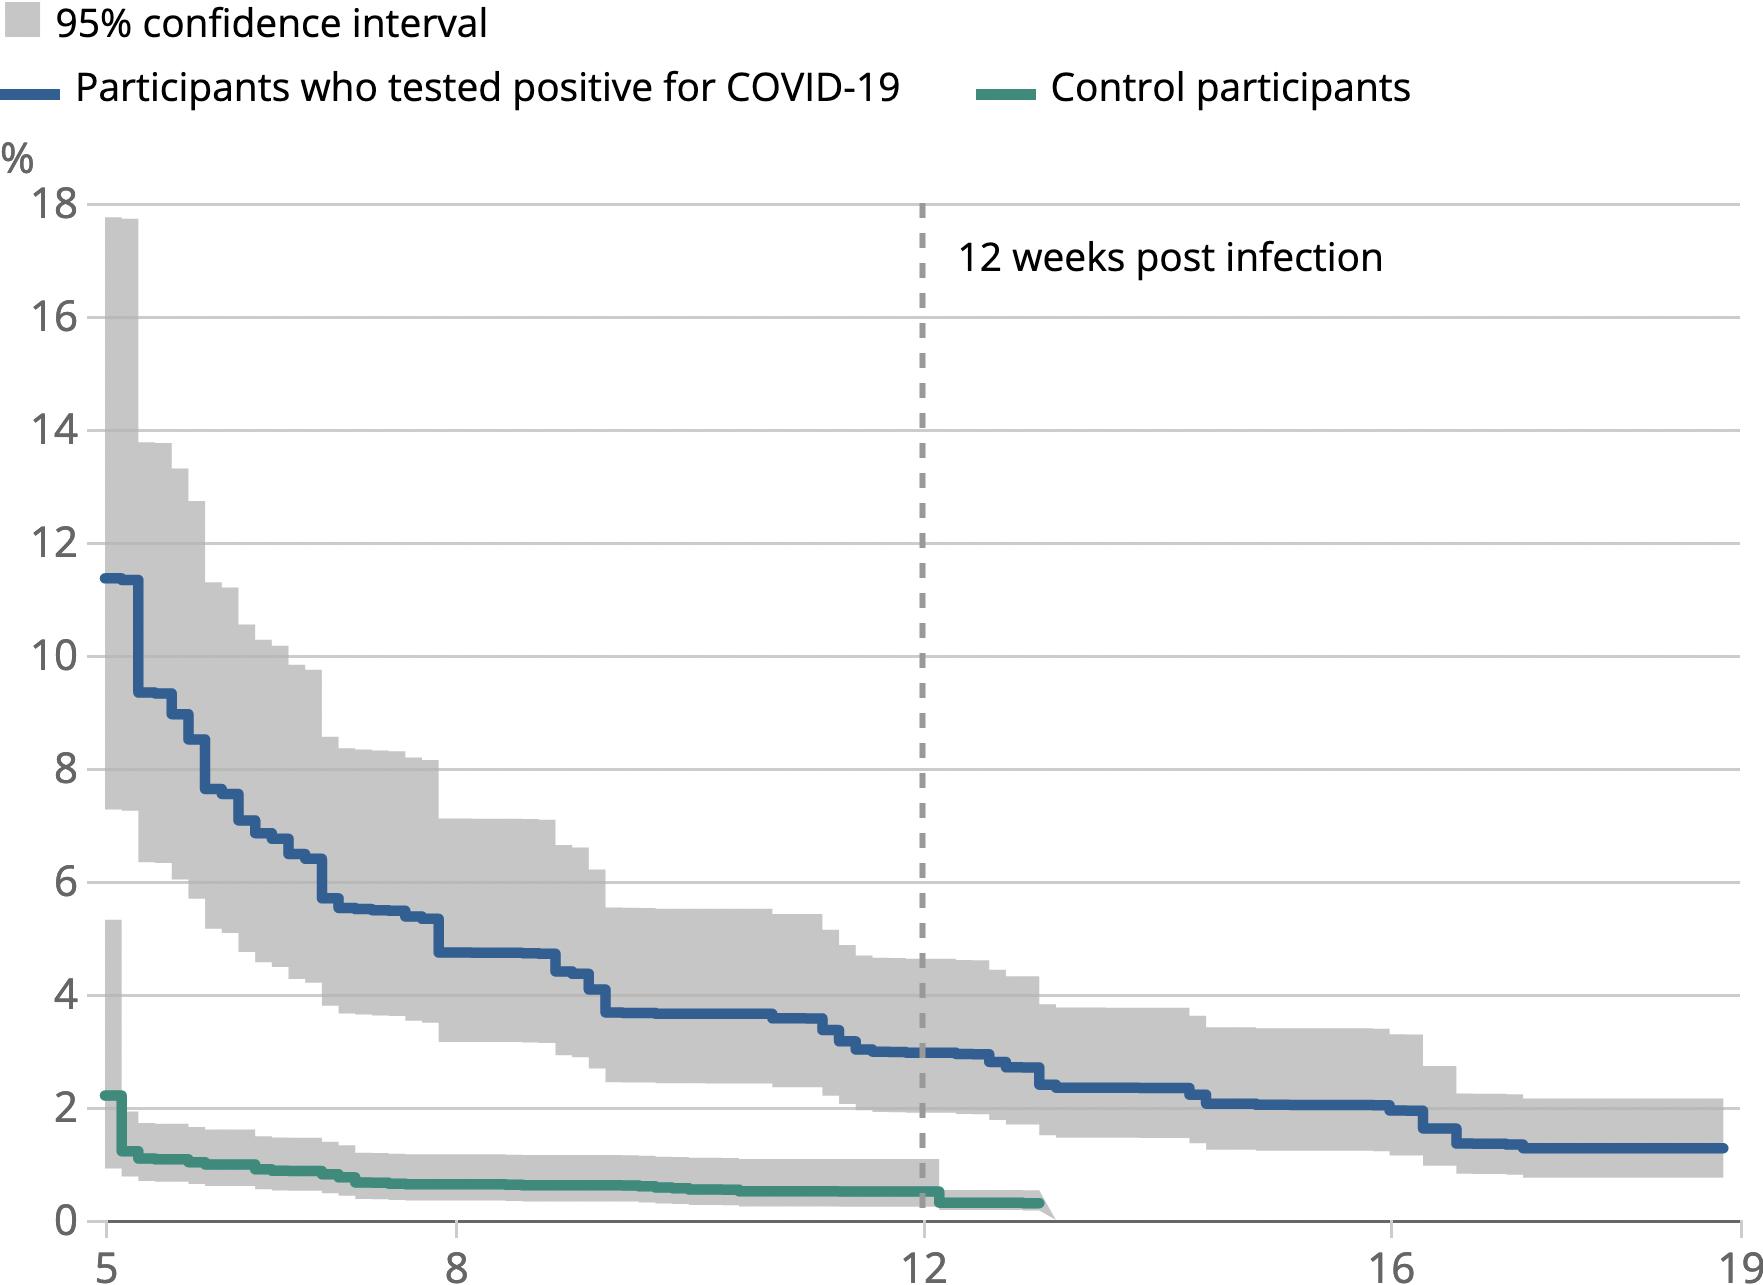 95% confidence interval
Participants who tested positive for COVID-19 Control participants
%
18
12 weeks post infection
16
14
12
10
8
6
4
2
0
5 8 12 16 19